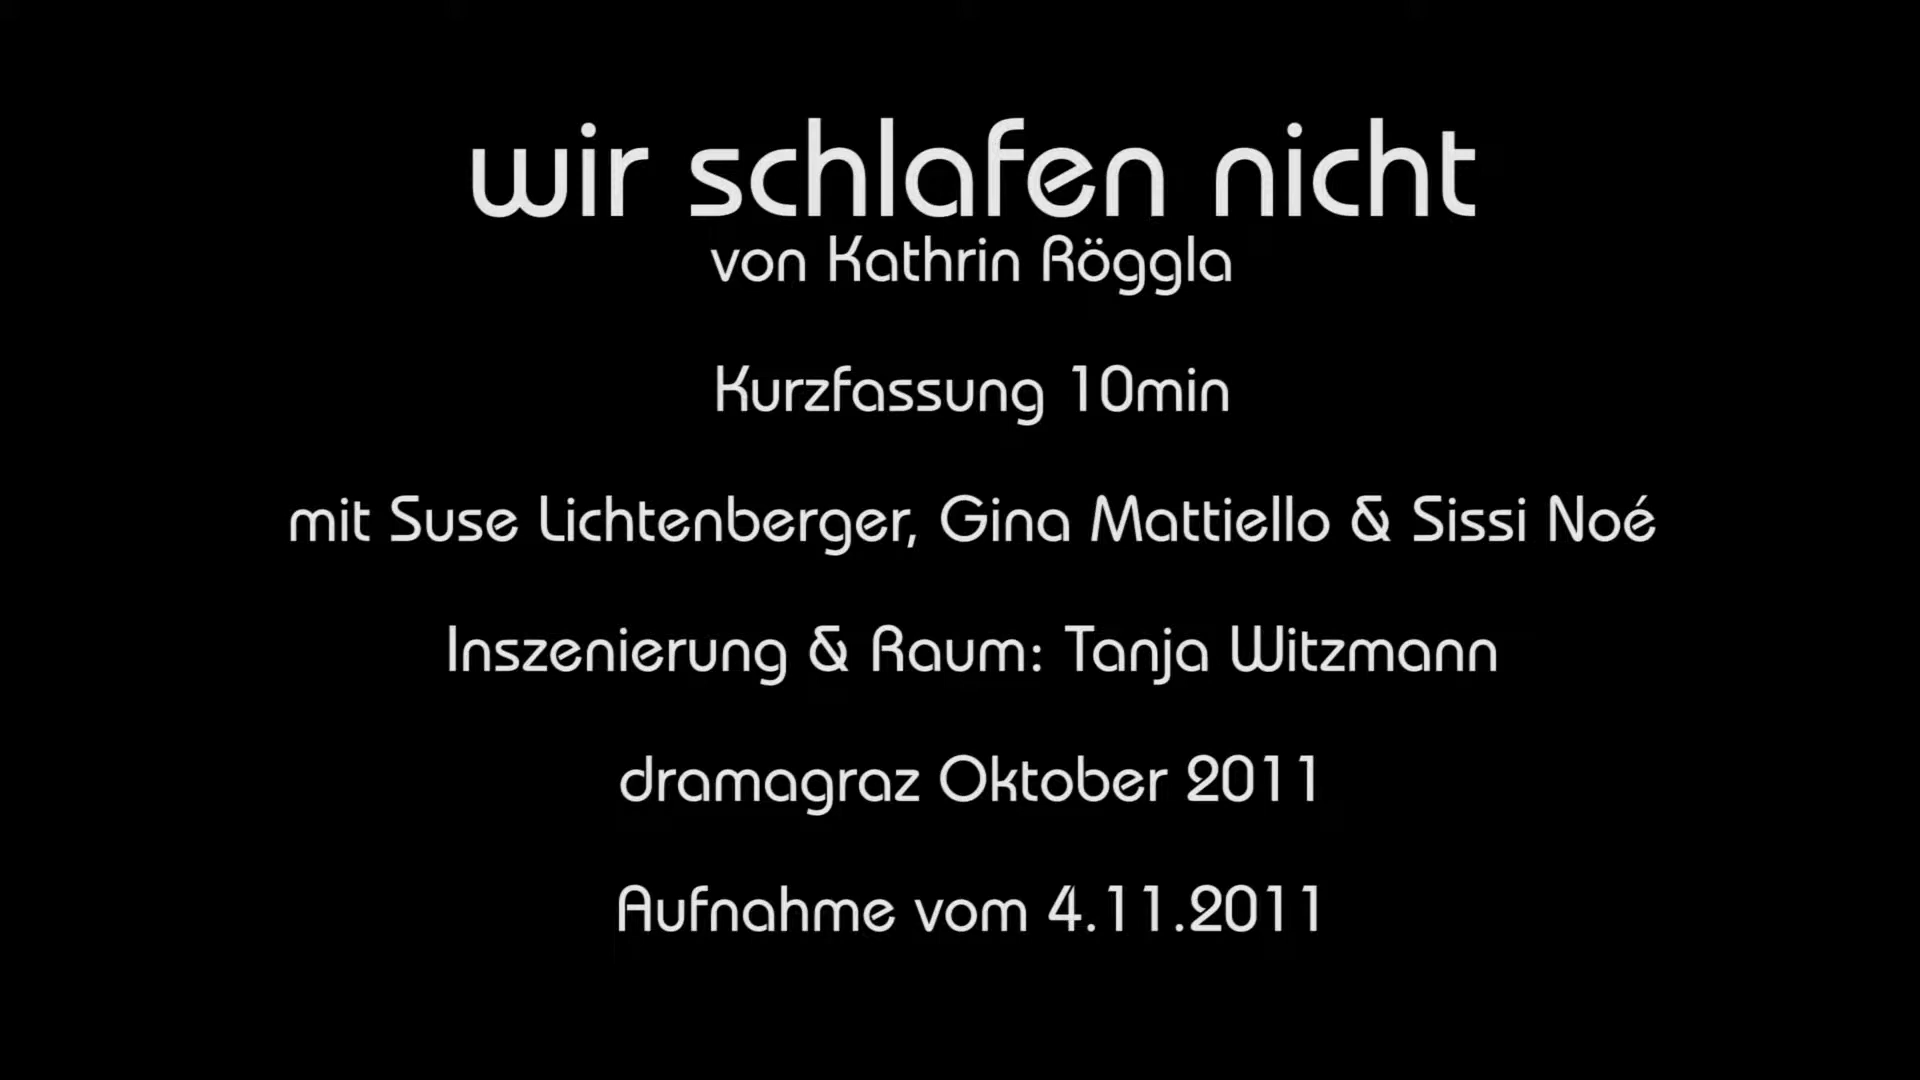 wir schlafen nicht
von Kathrin Röggla
Kurzfassung 10min
mit Suse Lichtenberger, Gina Mattiello & Sissi Noé
Inszenierung & Raum: Tanja Witzmann
dramagraz Oktober 2011
Aufnahme vom 4.11.2011